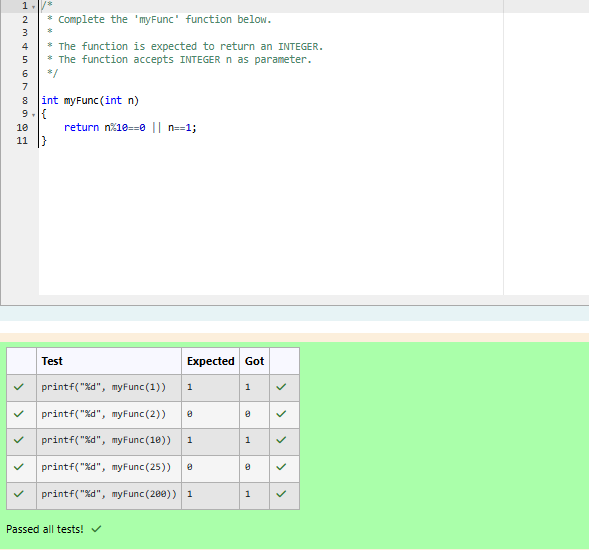 1 /*
2 * Complete the 'myFunc' function below.
3 *
4 * The function is expected to return an INTEGER.
5 * The function accepts INTEGER n as parameter.
6 */
7
8 int myFunc(int n)
9 {
10 return n%10==0 || n==1;
11 }
Test Expected Got
printf("%d", myFunc(1)) 1 1
printf("%d", myFunc(2)) 0 0
printf("%d", myFunc(10)) 1 1
printf("%d", myFunc(25)) 0 0
printf("%d", myFunc(200)) 1 1
Passed all tests!